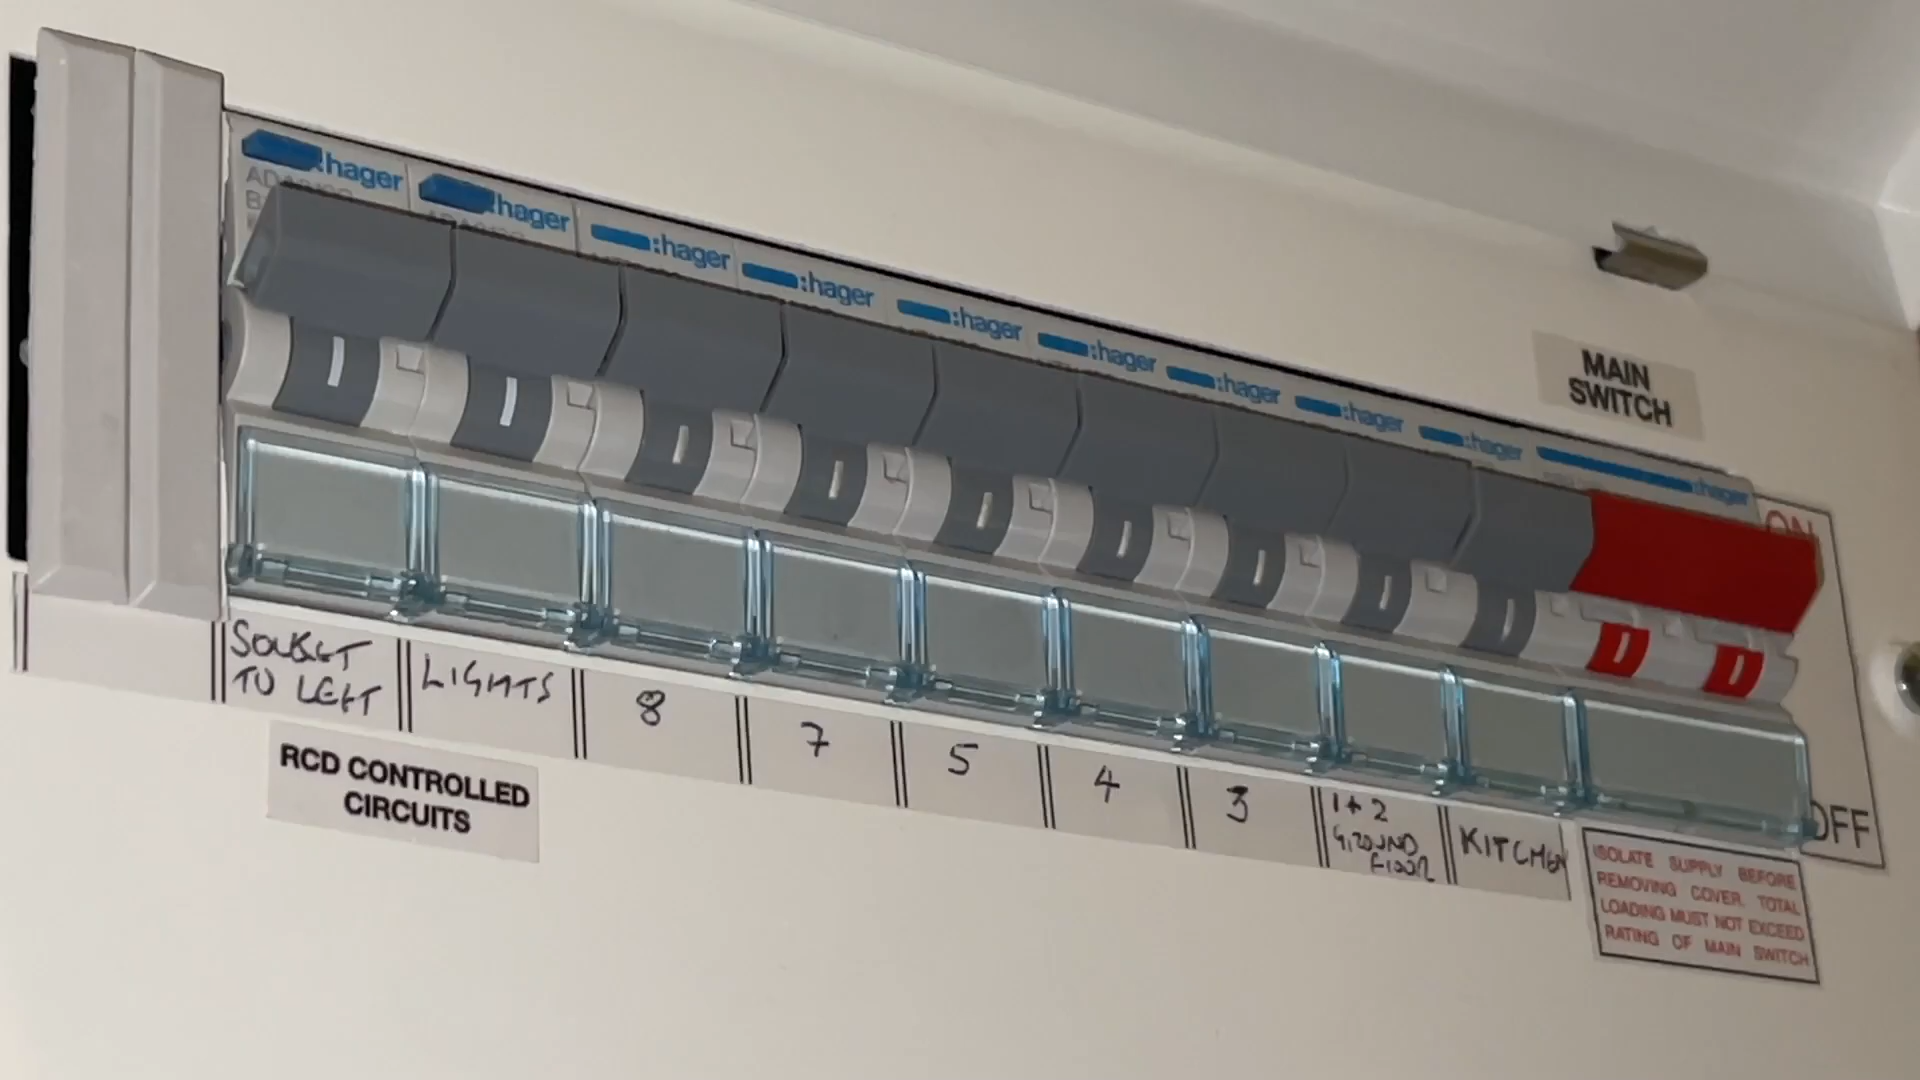 :hager
:hager
:hager
:hager
:hager
:hager
:hager
:hager
:hager
:hager
MAIN
SWITCH
ON
OFF
SOCKET
TO LEFT
LIGHTS
8
7
5
4
3
1+2
GROUND
FLOOR
KITCHEN
RCD CONTROLLED
CIRCUITS
ISOLATE SUPPLY BEFORE
REMOVING COVER. TOTAL
LOADING MUST NOT EXCEED
RATING OF MAIN SWITCH